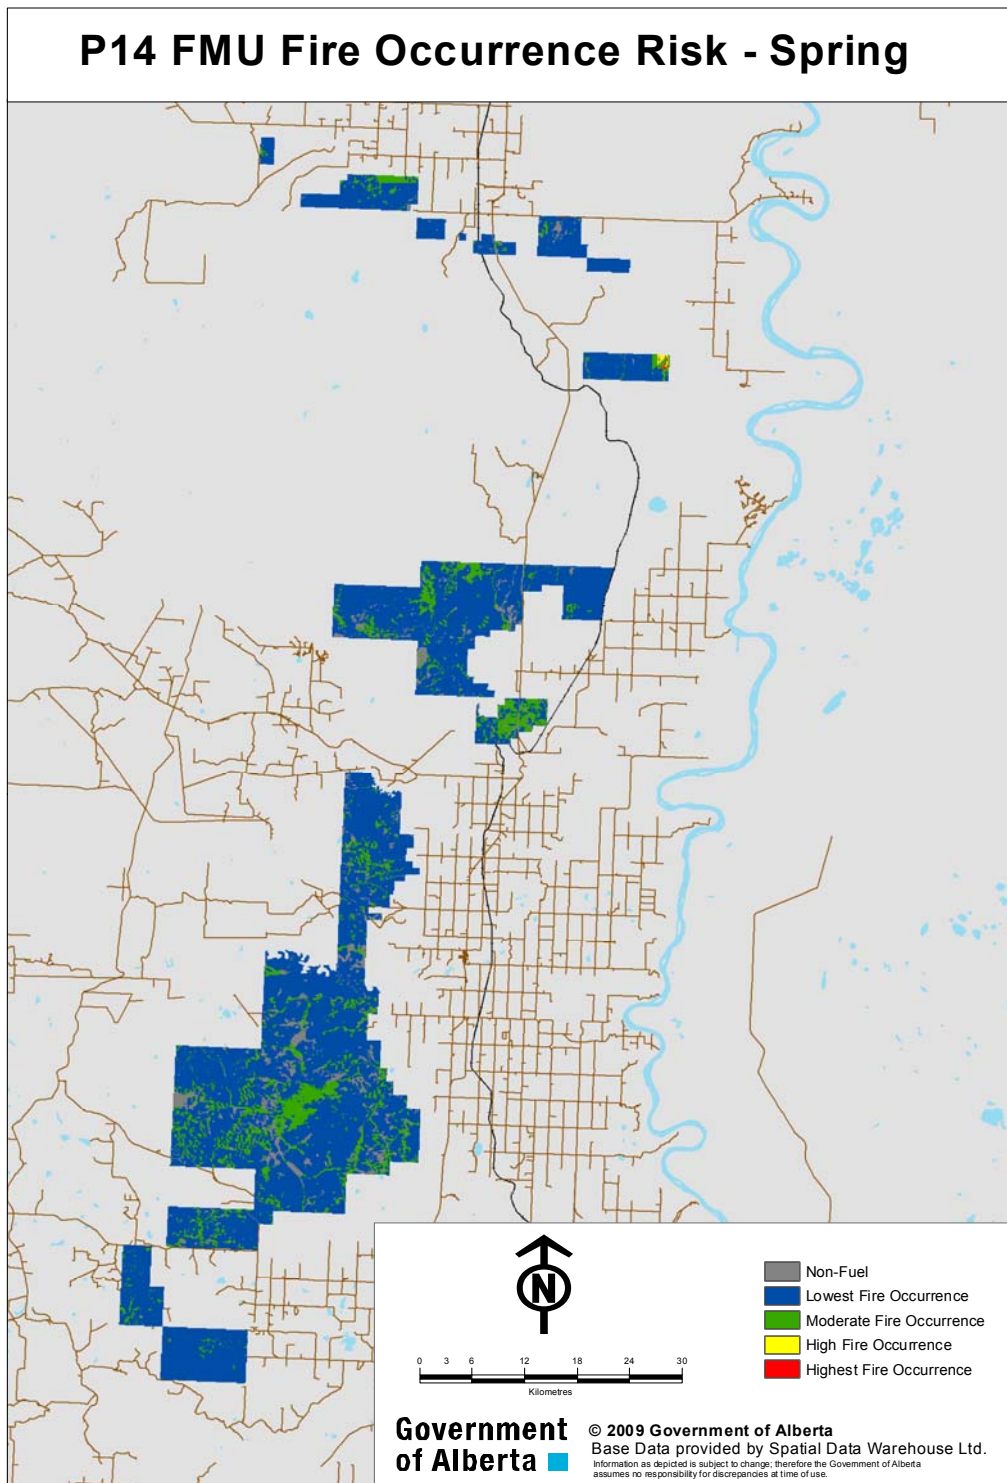 P14 FMU Fire Occurrence Risk - Spring
N
Non-Fuel
Lowest Fire Occurrence
Moderate Fire Occurrence
High Fire Occurrence
Highest Fire Occurrence
0 3 6 12 18 24 30
Kilometres
Government
of Alberta
© 2009 Government of Alberta
Base Data provided by Spatial Data Warehouse Ltd.
Information as depicted is subject to change; therefore the Government of Alberta
assumes no responsibility for discrepancies at time of use.